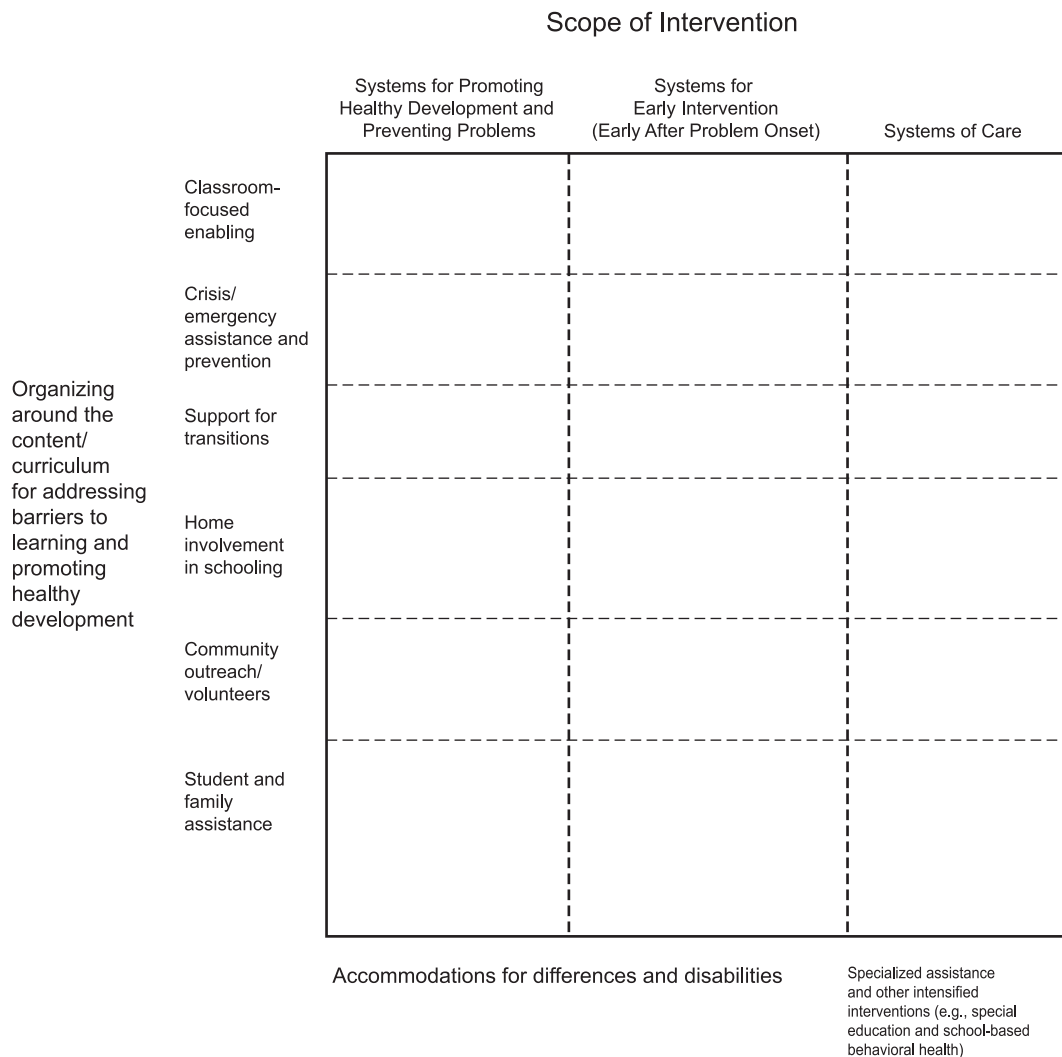 Scope of Intervention
Systems for Promoting
Healthy Development and
Preventing Problems
Systems for
Early Intervention
(Early After Problem Onset)
Systems of Care
Organizing
around the
content/
curriculum
for addressing
barriers to
learning and
promoting
healthy
development
Classroom-
focused
enabling
Crisis/
emergency
assistance and
prevention
Support for
transitions
Home
involvement
in schooling
Community
outreach/
volunteers
Student and
family
assistance
Accommodations for differences and disabilities
Specialized assistance
and other intensified
interventions (e.g., special
education and school-based
behavioral health)